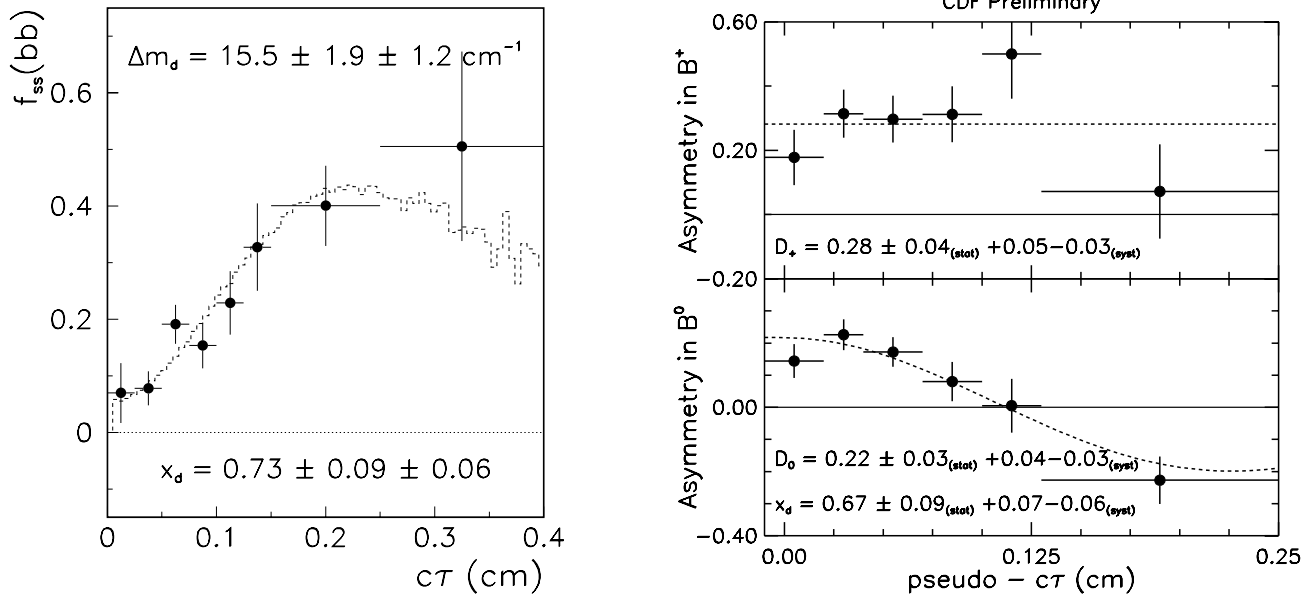 f_ss(bb)
Δm_d = 15.5 ± 1.9 ± 1.2 cm⁻¹
0.6
0.4
0.2
0
x_d = 0.73 ± 0.09 ± 0.06
0 0.1 0.2 0.3 0.4
cτ (cm)
CDF Preliminary
Asymmetry in B⁺
0.60
0.20
−0.20
D₊ = 0.28 ± 0.04(stat) +0.05−0.03(syst)
Asymmetry in B⁰
0.00
−0.40
D₀ = 0.22 ± 0.03(stat) +0.04−0.03(syst)
x_d = 0.67 ± 0.09(stat) +0.07−0.06(syst)
0.00 0.125 0.25
pseudo − cτ (cm)